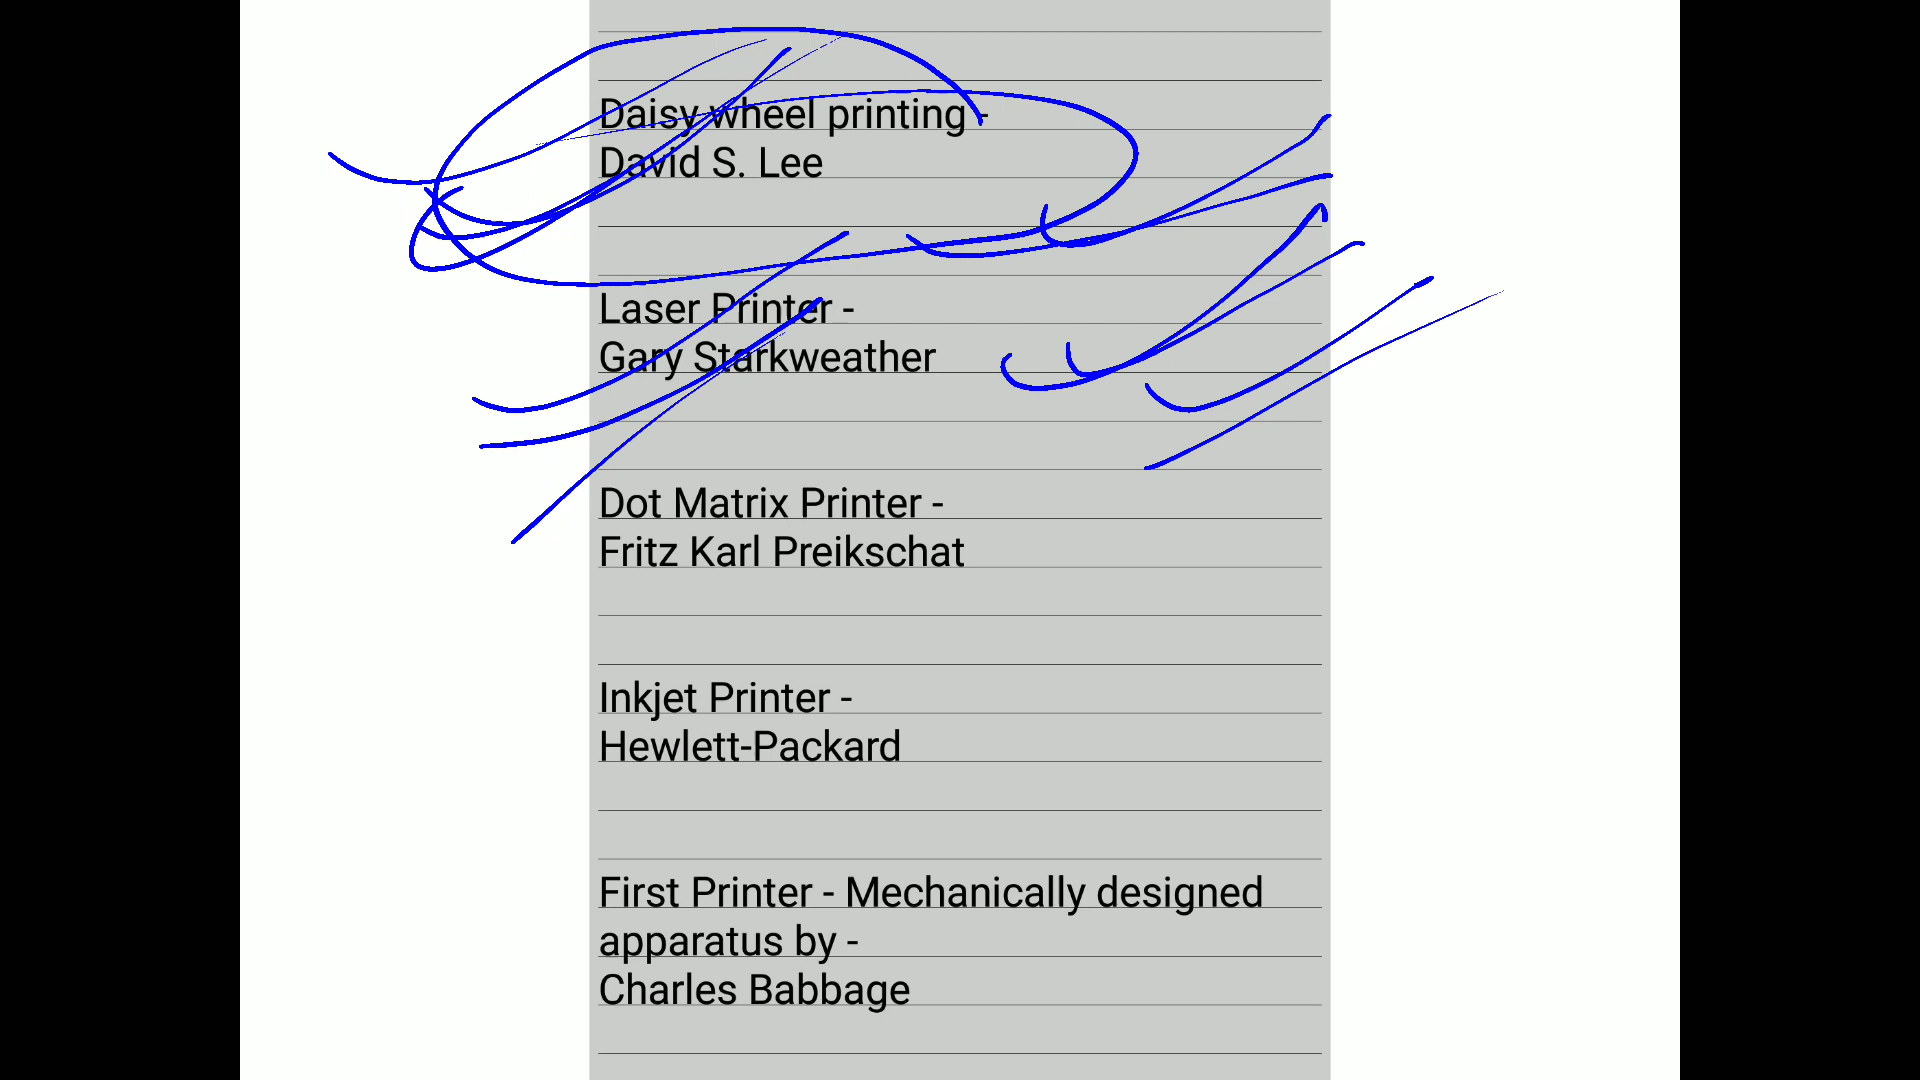 Daisy wheel printing -
David S. Lee
Laser Printer -
Gary Starkweather
Dot Matrix Printer -
Fritz Karl Preikschat
Inkjet Printer -
Hewlett-Packard
First Printer - Mechanically designed
apparatus by -
Charles Babbage